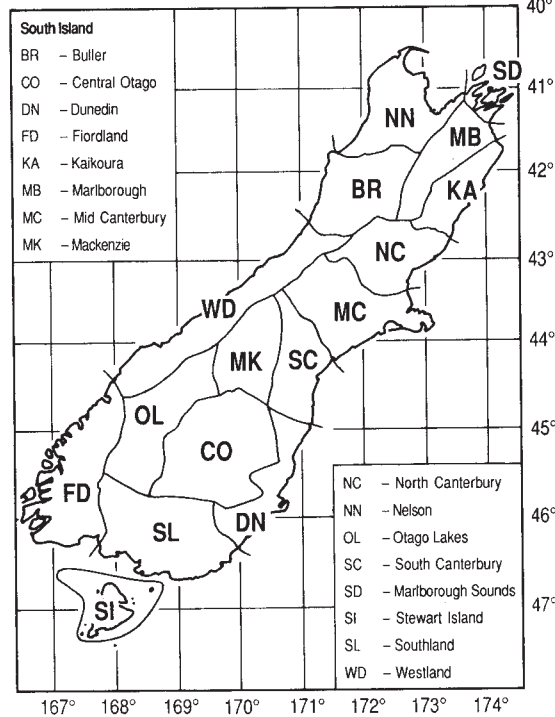 40°
South Island
BR – Buller
CO – Central Otago
DN – Dunedin
FD – Fiordland
KA – Kaikoura
MB – Marlborough
MC – Mid Canterbury
MK – Mackenzie
SD
41°
NN
MB
42°
BR
KA
NC
43°
WD
MC
44°
MK
SC
OL
45°
CO
FD
DN
46°
SL
47°
SI
NC – North Canterbury
NN – Nelson
OL – Otago Lakes
SC – South Canterbury
SD – Marlborough Sounds
SI – Stewart Island
SL – Southland
WD – Westland
167° 168° 169° 170° 171° 172° 173° 174°